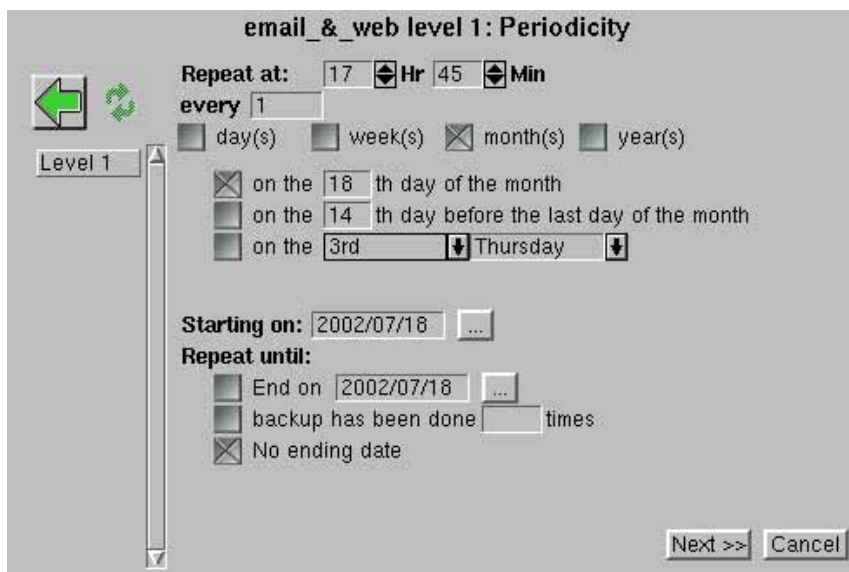 email_&_web level 1: Periodicity
Repeat at: 17 Hr 45 Min
every 1
day(s) week(s) month(s) year(s)
Level 1
on the 18 th day of the month
on the 14 th day before the last day of the month
on the 3rd Thursday
Starting on: 2002/07/18 ...
Repeat until:
End on 2002/07/18 ...
backup has been done times
No ending date
Next >> Cancel